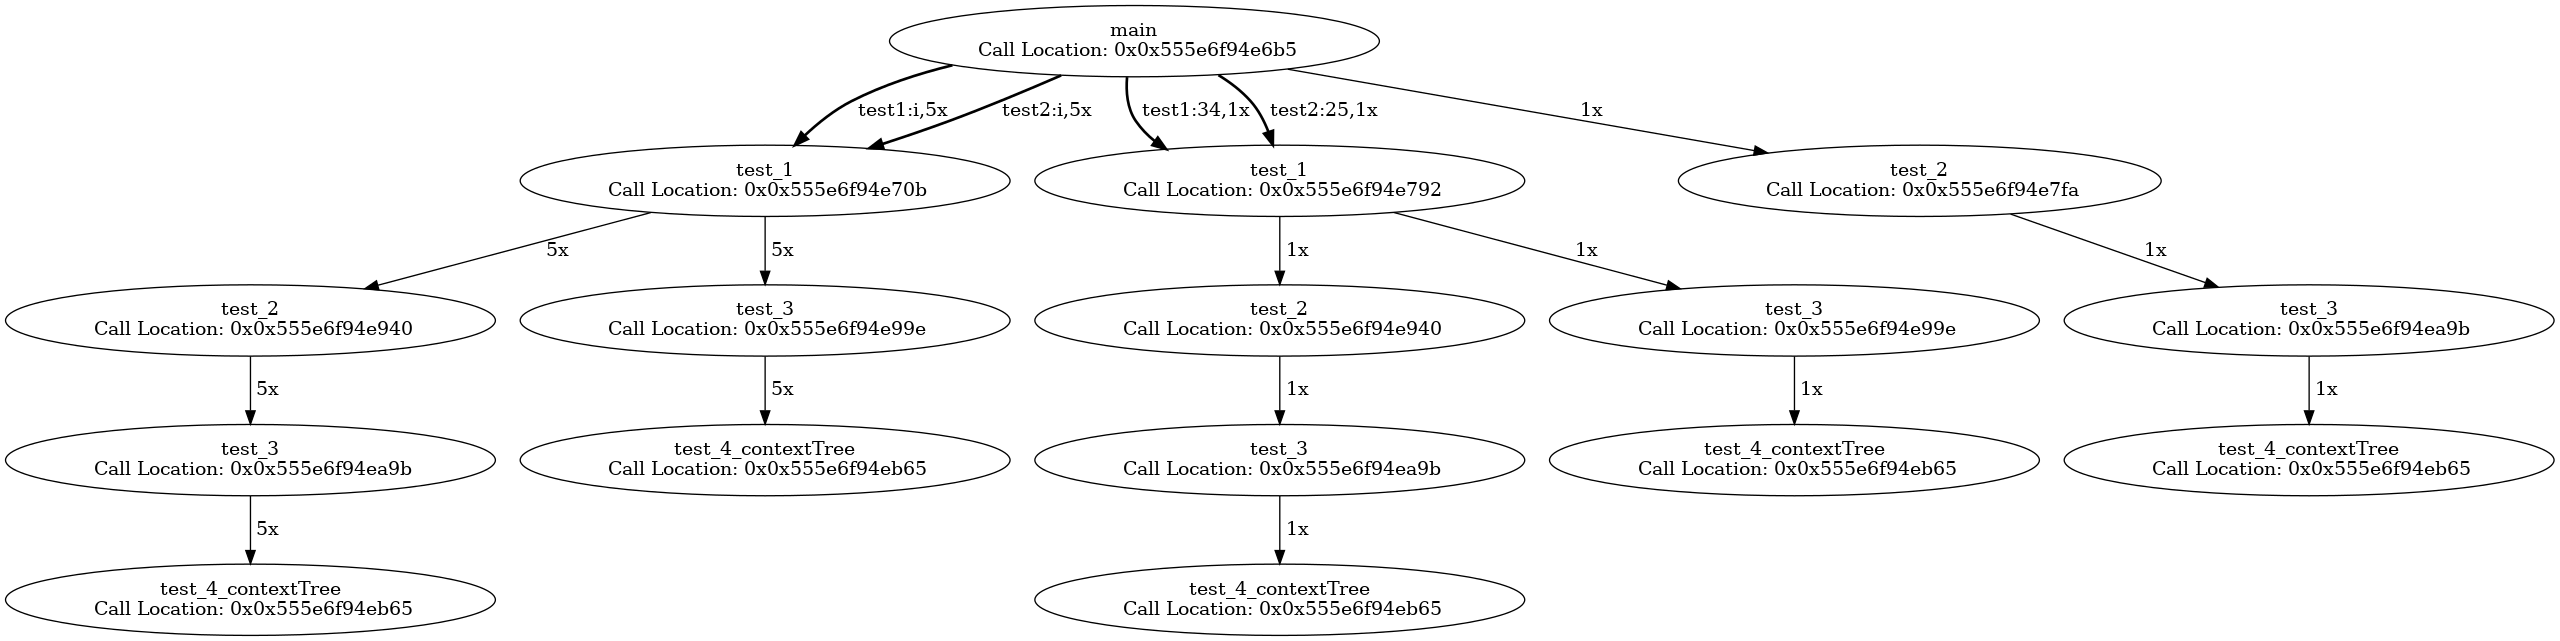 main
Call Location: 0x0x555e6f94e6b5
test1:i,5x
test2:i,5x
test1:34,1x
test2:25,1x
1x
test_1
Call Location: 0x0x555e6f94e70b
test_1
Call Location: 0x0x555e6f94e792
test_2
Call Location: 0x0x555e6f94e7fa
5x
5x
1x
1x
1x
test_2
Call Location: 0x0x555e6f94e940
test_3
Call Location: 0x0x555e6f94e99e
test_2
Call Location: 0x0x555e6f94e940
test_3
Call Location: 0x0x555e6f94e99e
test_3
Call Location: 0x0x555e6f94ea9b
5x
5x
1x
1x
1x
test_3
Call Location: 0x0x555e6f94ea9b
test_4_contextTree
Call Location: 0x0x555e6f94eb65
test_3
Call Location: 0x0x555e6f94ea9b
test_4_contextTree
Call Location: 0x0x555e6f94eb65
test_4_contextTree
Call Location: 0x0x555e6f94eb65
5x
1x
test_4_contextTree
Call Location: 0x0x555e6f94eb65
test_4_contextTree
Call Location: 0x0x555e6f94eb65